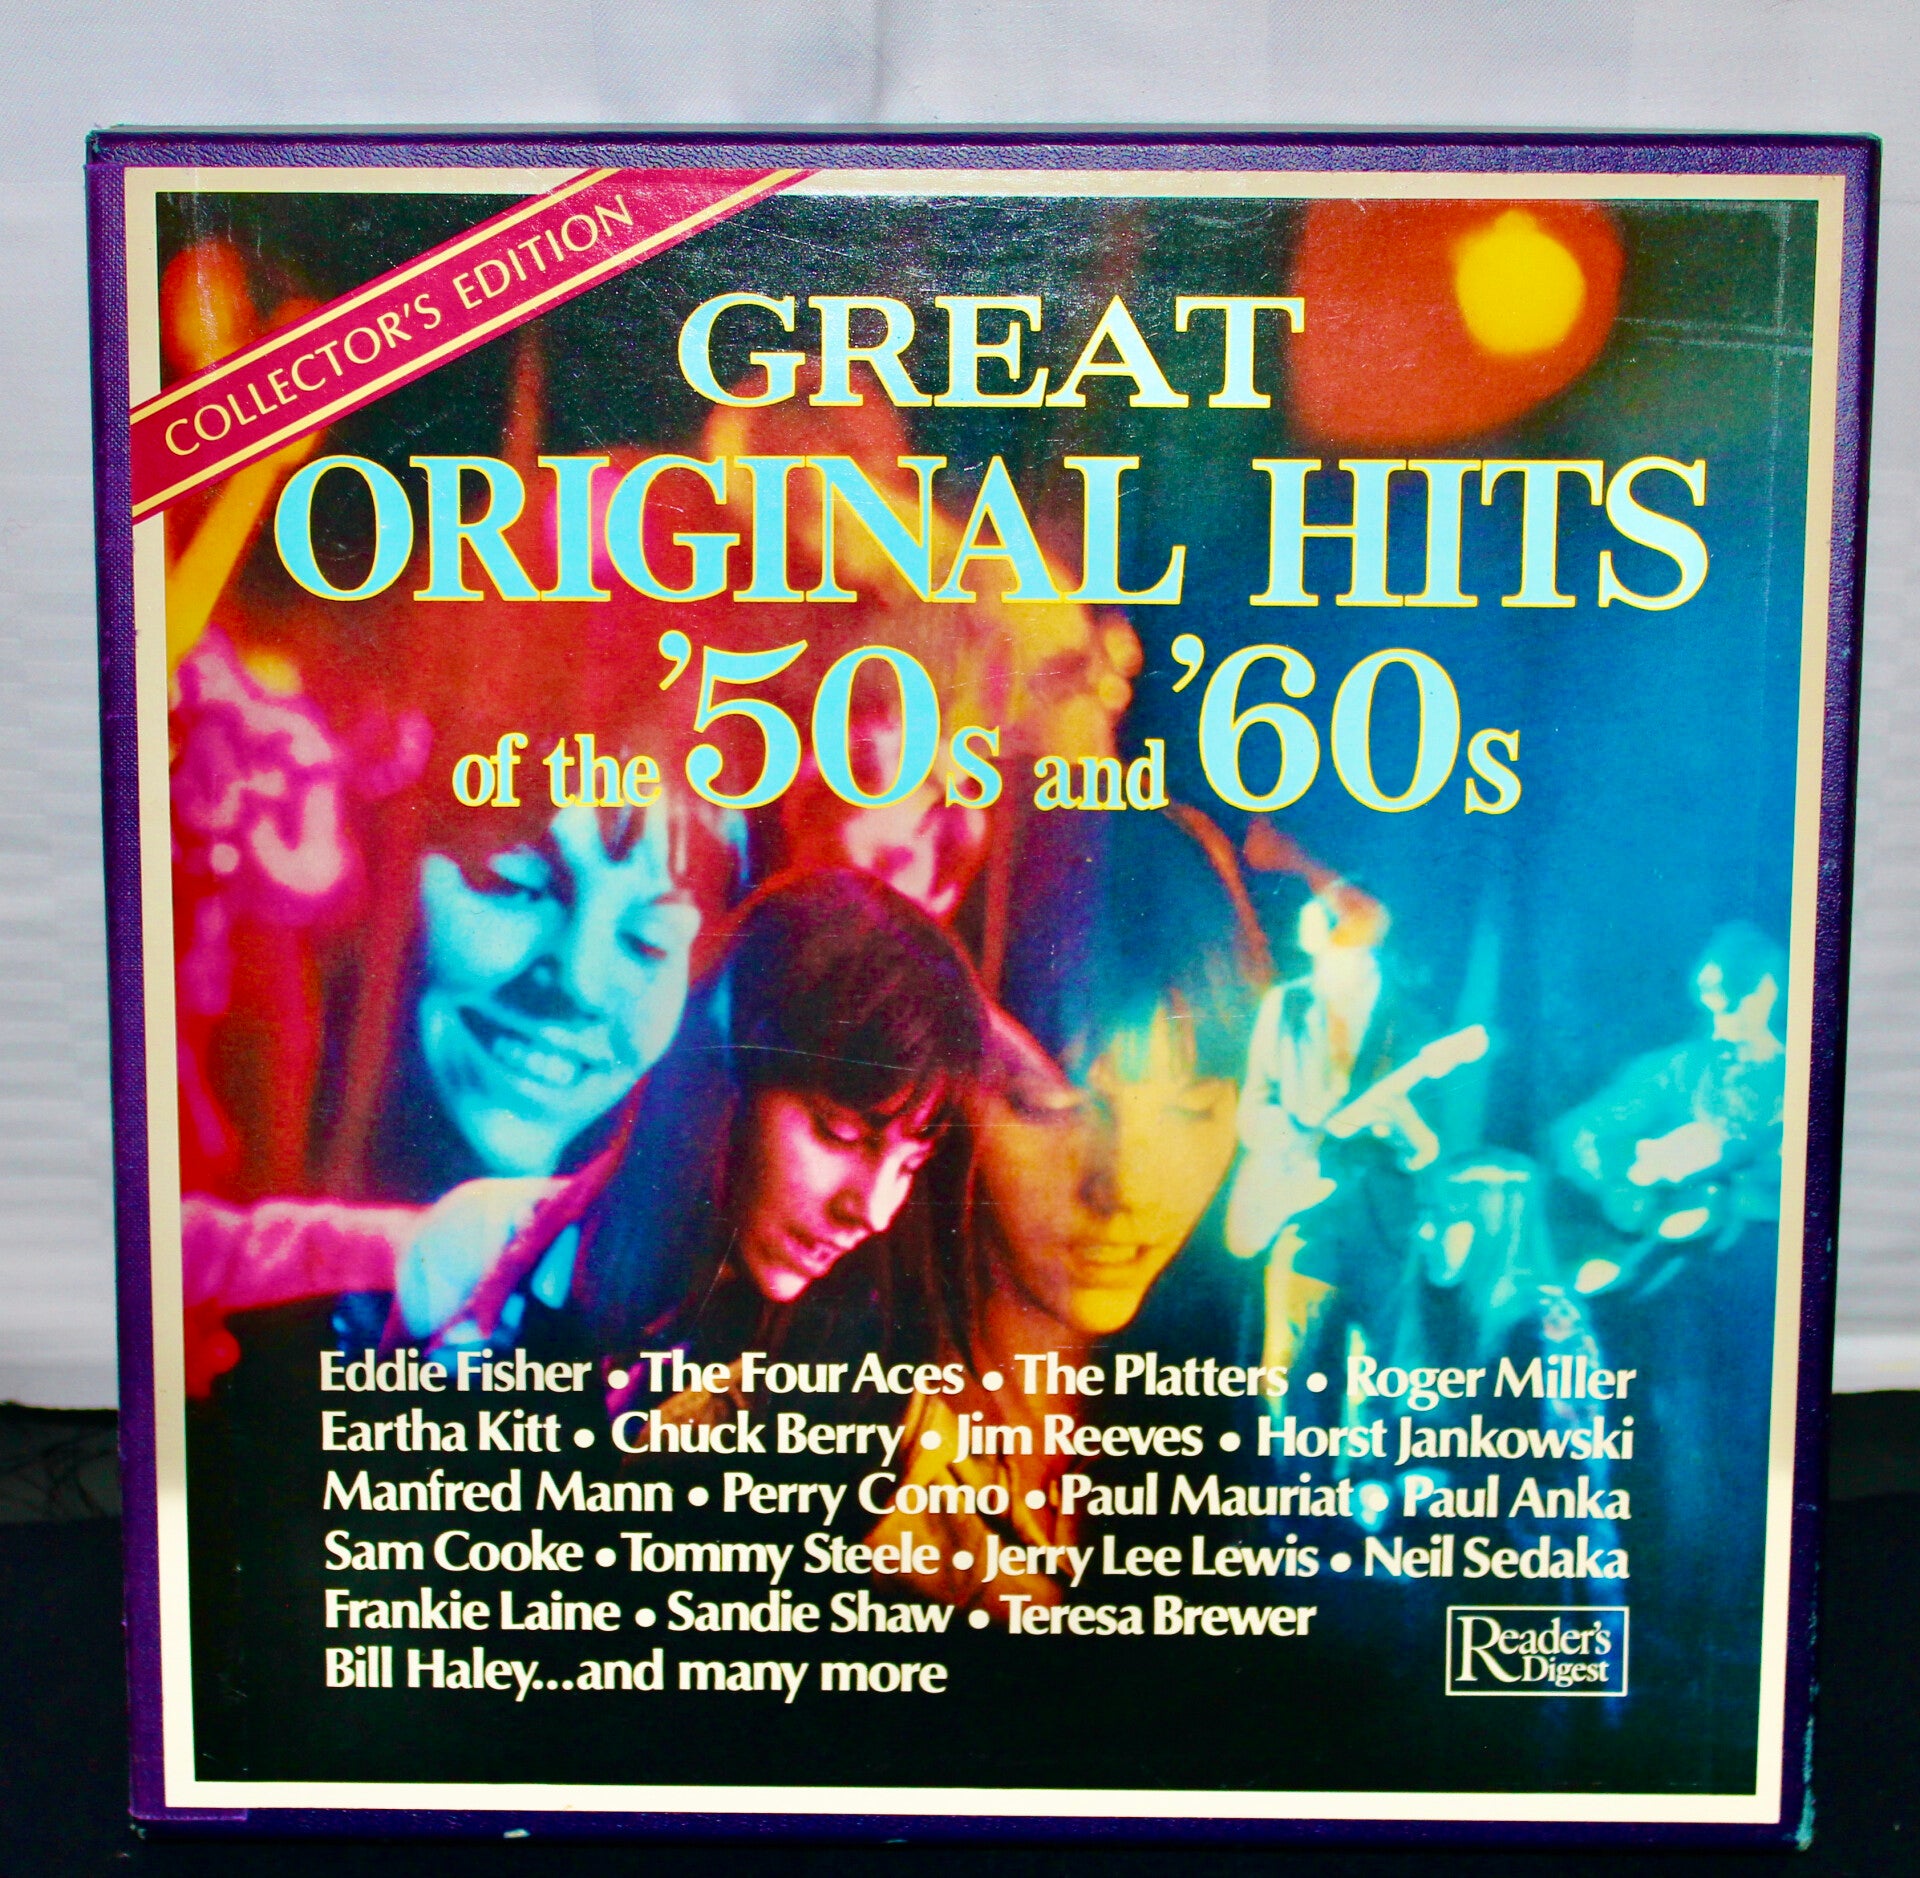 COLLECTOR'S EDITION
GREAT
ORIGINAL HITS
of the '50s and '60s
Eddie Fisher • The Four Aces • The Platters • Roger Miller
Eartha Kitt • Chuck Berry • Jim Reeves • Horst Jankowski
Manfred Mann • Perry Como • Paul Mauriat • Paul Anka
Sam Cooke • Tommy Steele • Jerry Lee Lewis • Neil Sedaka
Frankie Laine • Sandie Shaw • Teresa Brewer
Bill Haley...and many more
Reader's
Digest